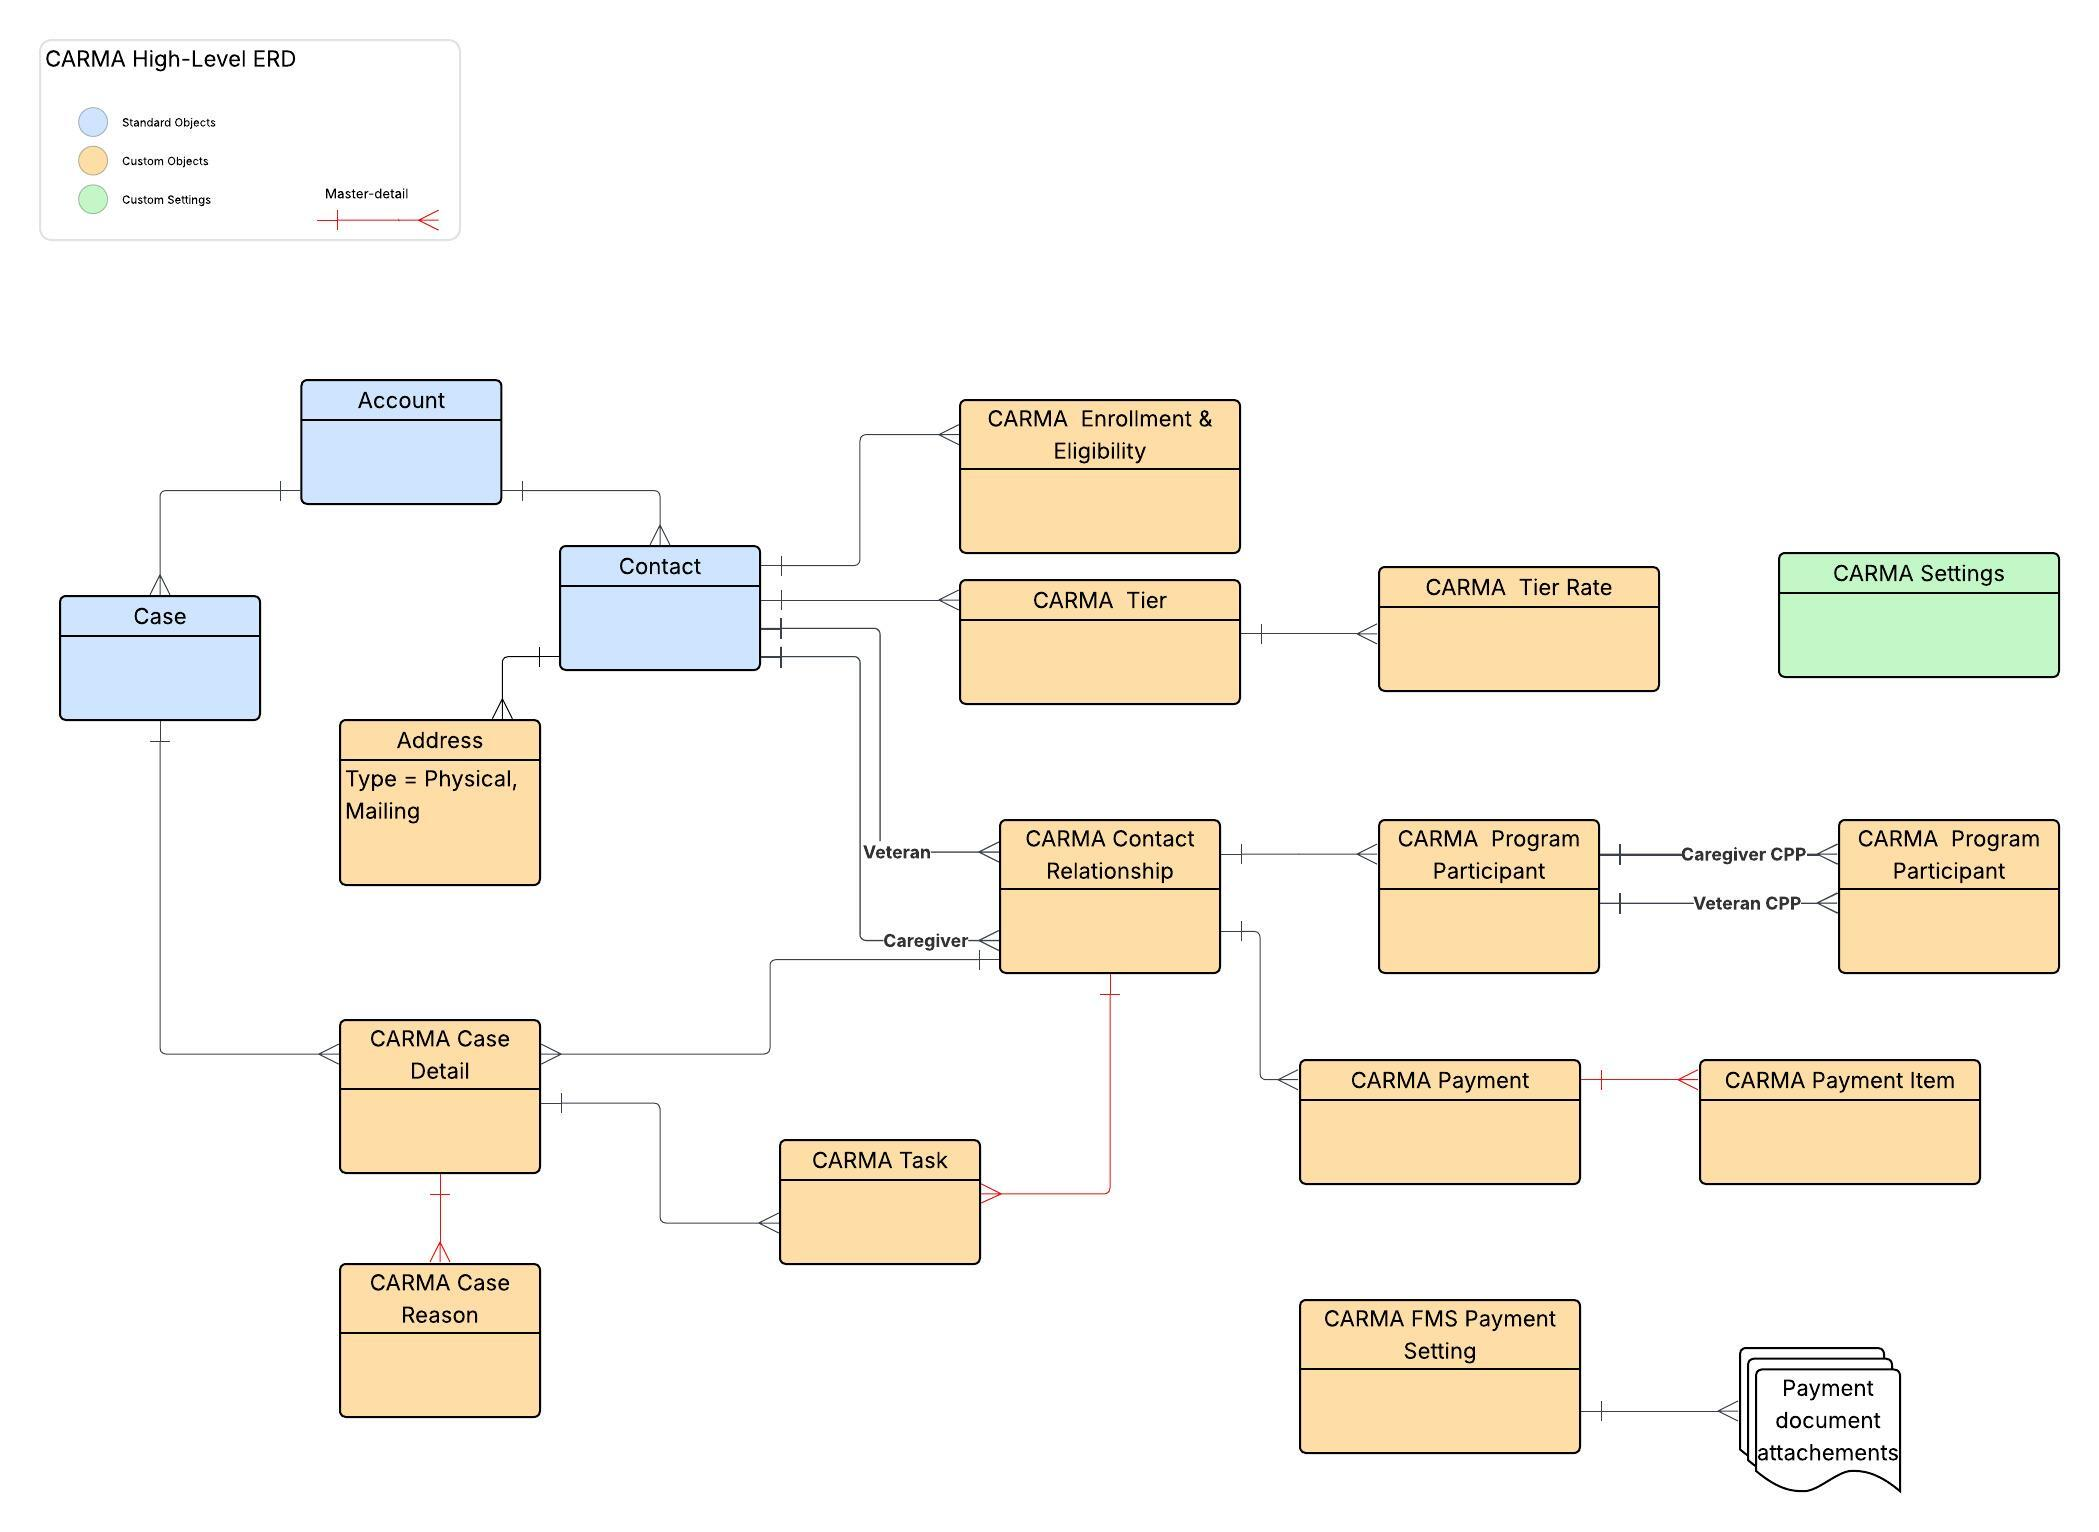 CARMA High-Level ERD
Standard Objects
Custom Objects
Custom Settings
Master-detail
Account
CARMA  Enrollment &
Eligibility
Contact
CARMA  Tier
CARMA  Tier Rate
CARMA Settings
Case
Address
Type = Physical,
Mailing
Veteran
Caregiver
CARMA Contact
Relationship
CARMA  Program
Participant
Caregiver CPP
Veteran CPP
CARMA  Program
Participant
CARMA Case
Detail
CARMA Payment
CARMA Payment Item
CARMA Task
CARMA Case
Reason
CARMA FMS Payment
Setting
Payment
document
attachements